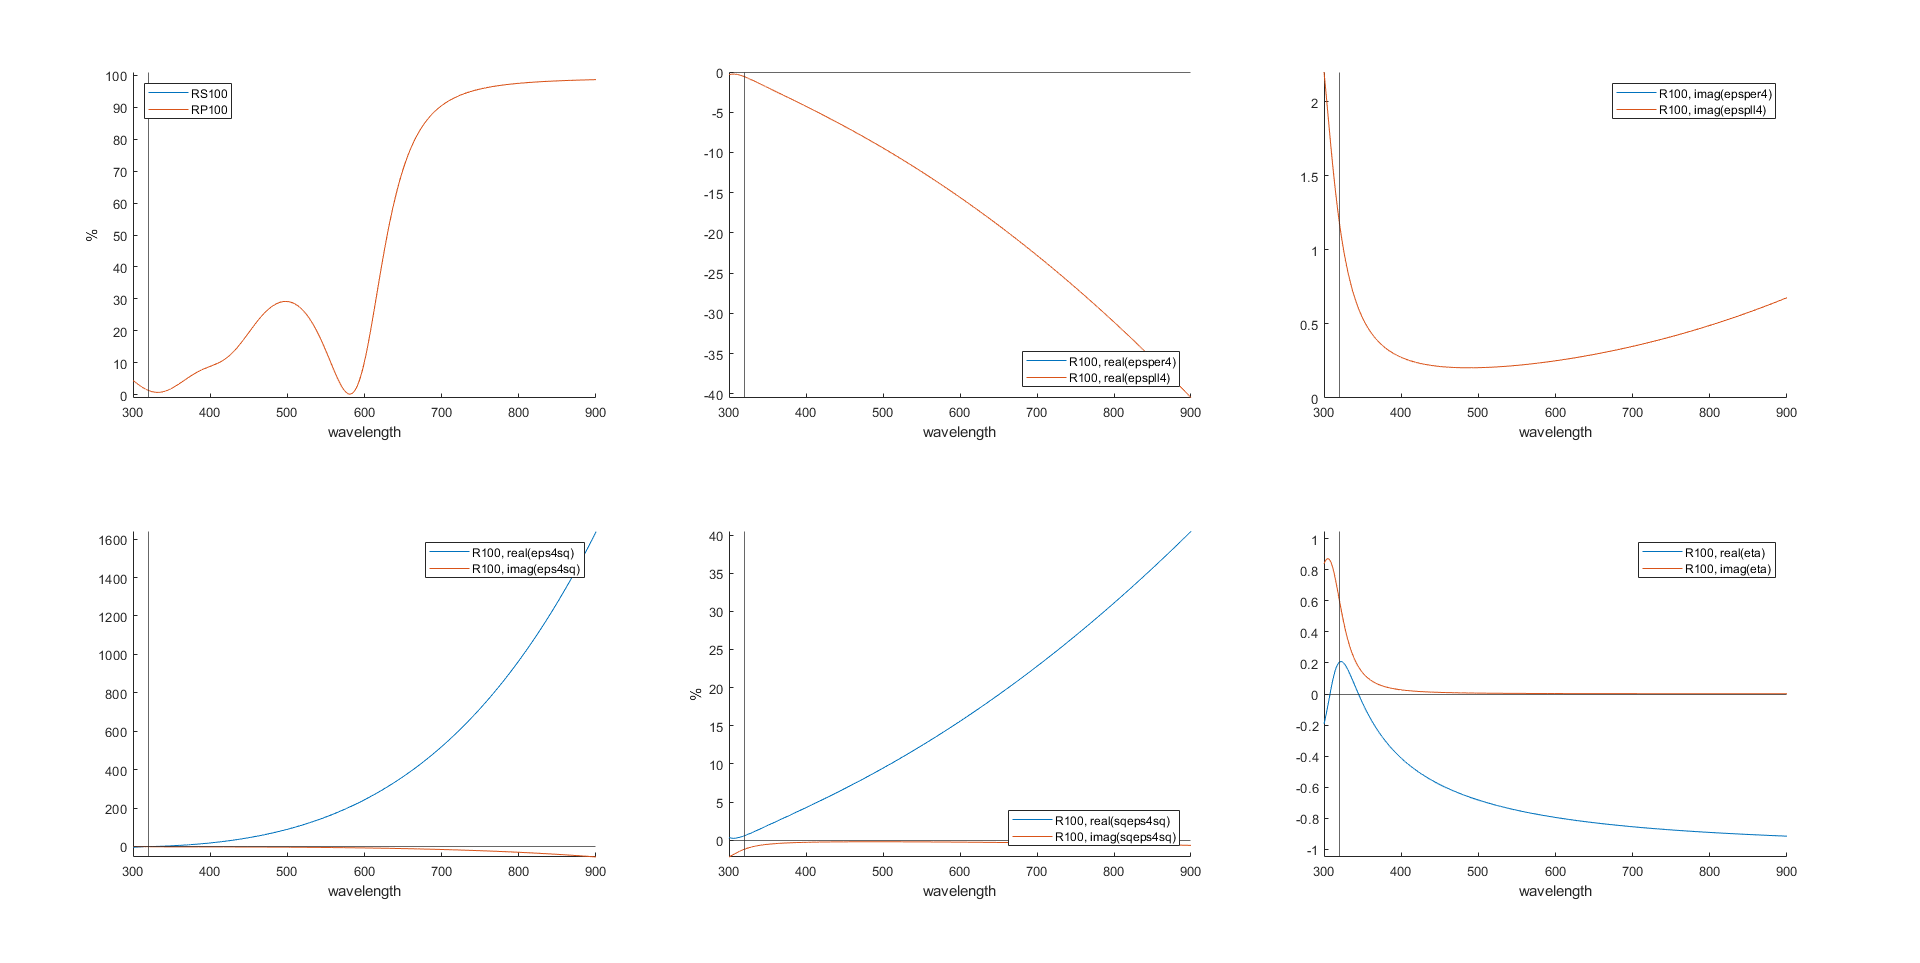 100
90
80
70
60
50
40
30
20
10
0
%
RS100
RP100
300 400 500 600 700 800 900
wavelength
0
-5
-10
-15
-20
-25
-30
-35
-40
R100, real(epsper4)
R100, real(epspll4)
300 400 500 600 700 800 900
wavelength
2
1.5
1
0.5
0
R100, imag(epsper4)
R100, imag(epspll4)
300 400 500 600 700 800 900
wavelength
1600
1400
1200
1000
800
600
400
200
0
R100, real(eps4sq)
R100, imag(eps4sq)
300 400 500 600 700 800 900
wavelength
40
35
30
25
20
15
10
5
0
%
R100, real(sqeps4sq)
R100, imag(sqeps4sq)
300 400 500 600 700 800 900
wavelength
1
0.8
0.6
0.4
0.2
0
-0.2
-0.4
-0.6
-0.8
-1
R100, real(eta)
R100, imag(eta)
300 400 500 600 700 800 900
wavelength